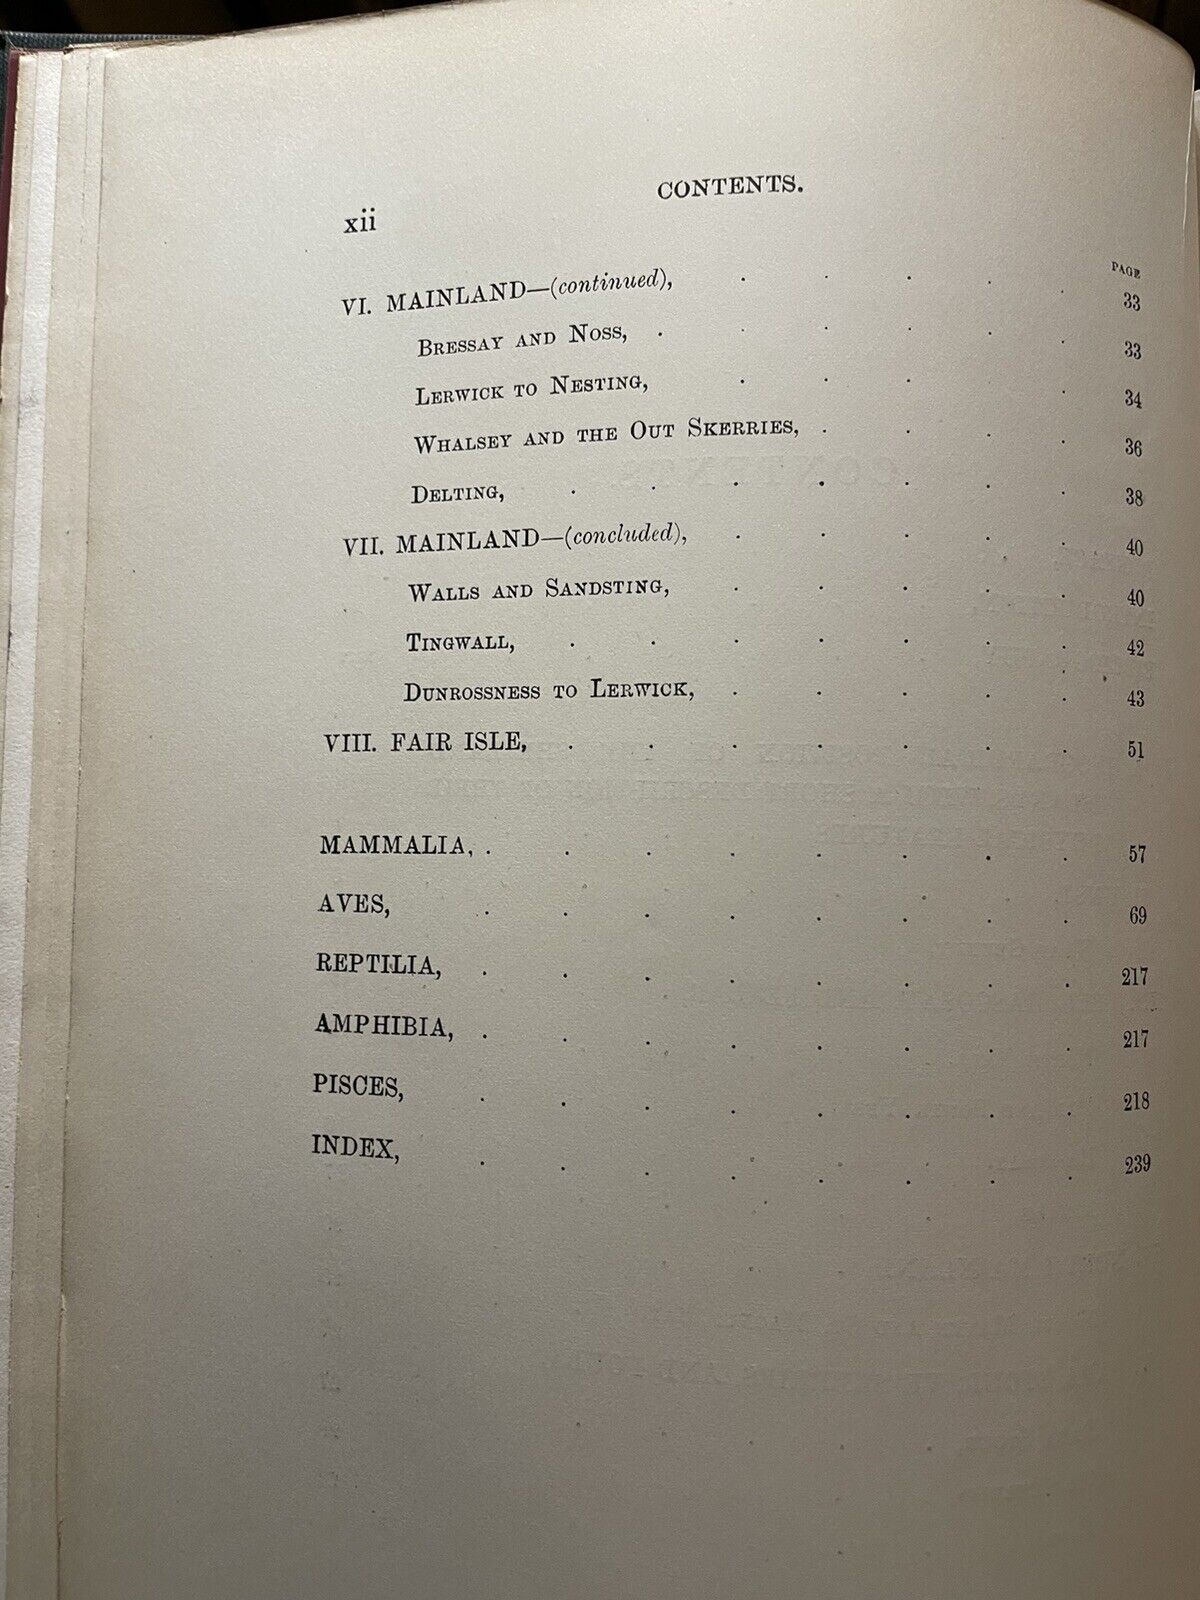 xii
CONTENTS.
PAGE
VI. MAINLAND—(continued), . . . . 33
BRESSAY AND NOSS, . . . . . . 33
LERWICK TO NESTING, . . . . 34
WHALSEY AND THE OUT SKERRIES, . . . . 36
DELTING, . . . . . . . 38
VII. MAINLAND—(concluded), . . . . . 40
WALLS AND SANDSTING, . . . . . 40
TINGWALL, . . . . . . . 42
DUNROSSNESS TO LERWICK, . . . . . 43
VIII. FAIR ISLE, . . . . . . . 51
MAMMALIA, . . . . . . . . 57
AVES, . . . . . . . . 69
REPTILIA, . . . . . . . . 217
AMPHIBIA, . . . . . . . . 217
PISCES, . . . . . . . . 218
INDEX, . . . . . . . . 239